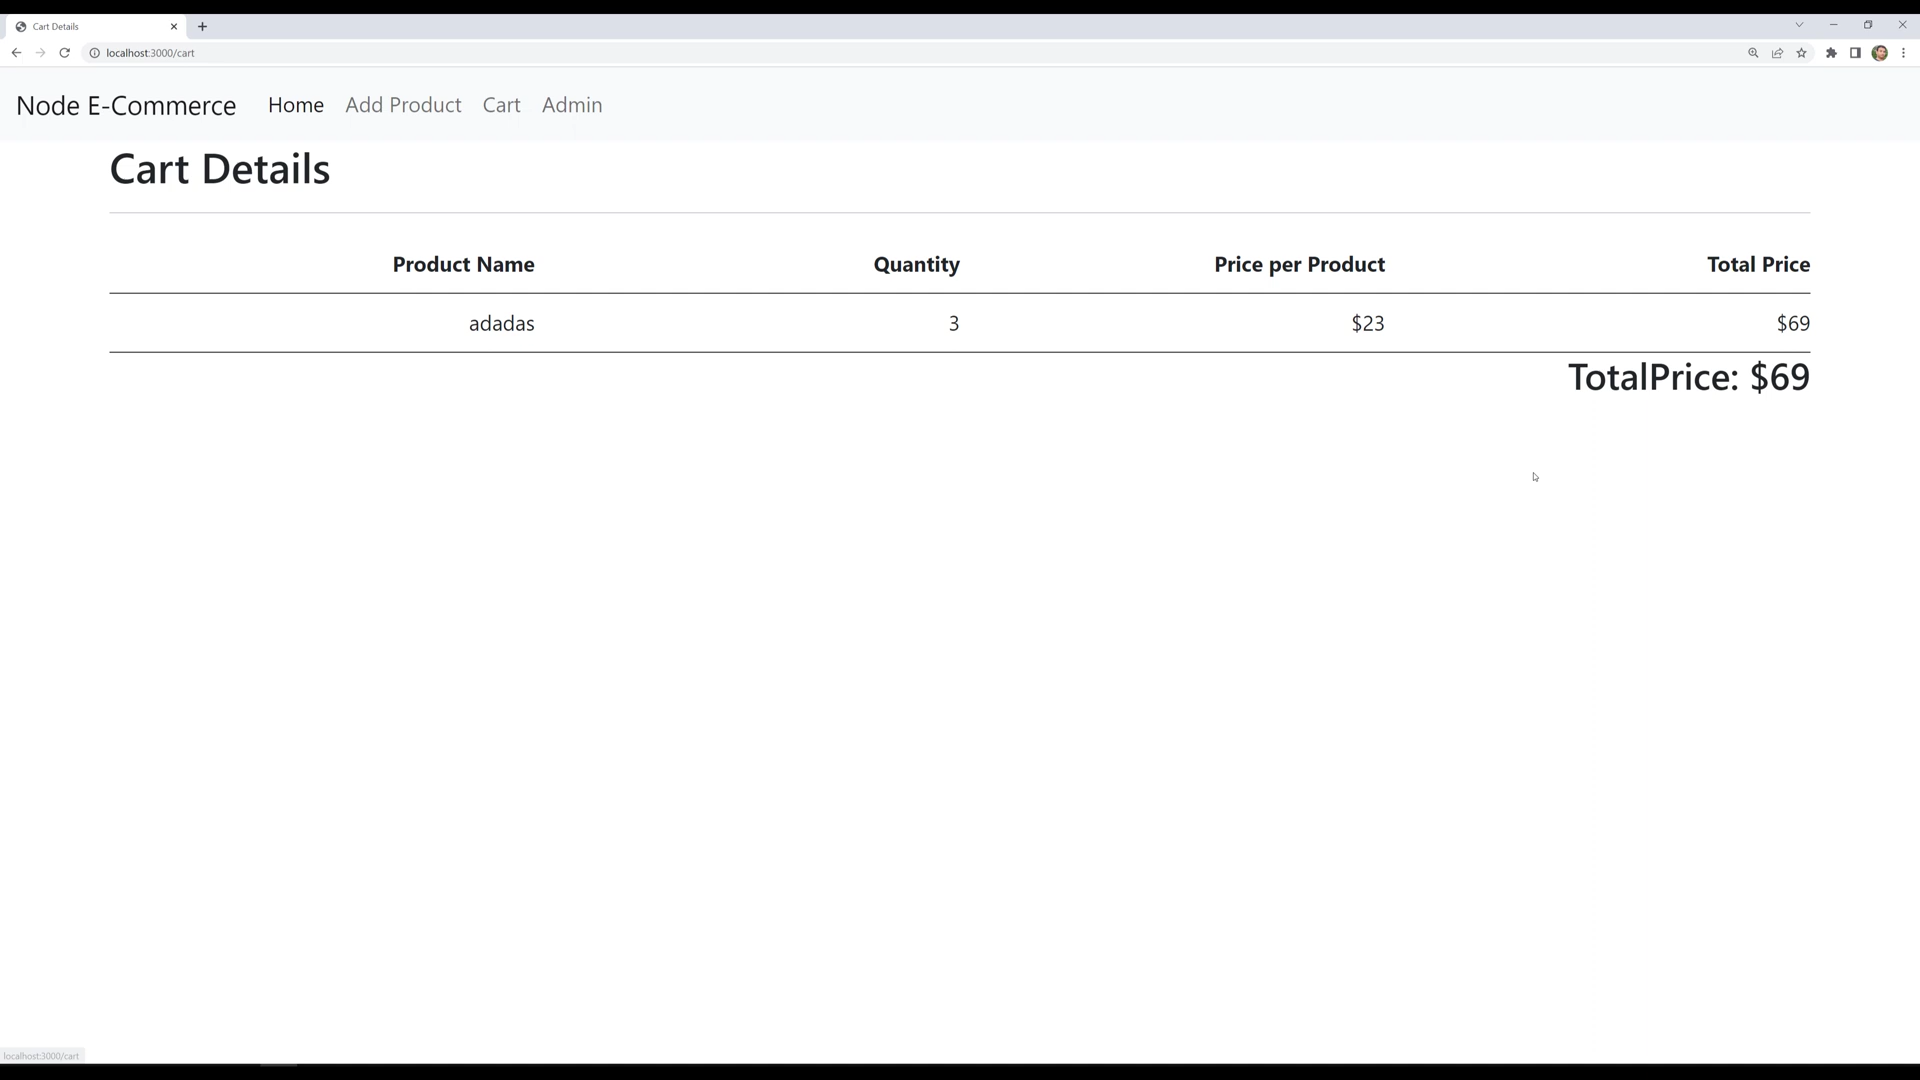 Cart Details
localhost:3000/cart
Node E-Commerce Home Add Product Cart Admin
Cart Details
Product Name Quantity Price per Product Total Price
adadas 3 $23 $69
TotalPrice: $69
localhost:3000/cart